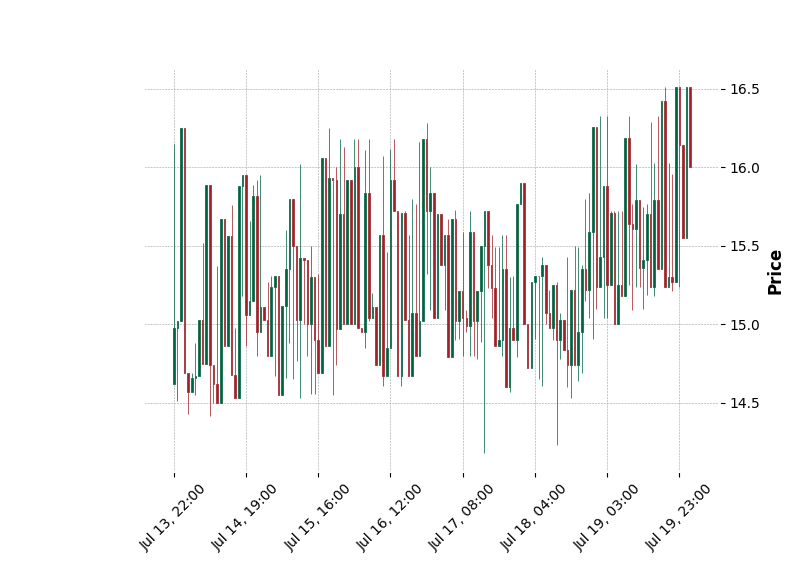 16.5
16.0
15.5
15.0
14.5
Price
Jul 13, 22:00
Jul 14, 19:00
Jul 15, 16:00
Jul 16, 12:00
Jul 17, 08:00
Jul 18, 04:00
Jul 19, 03:00
Jul 19, 23:00